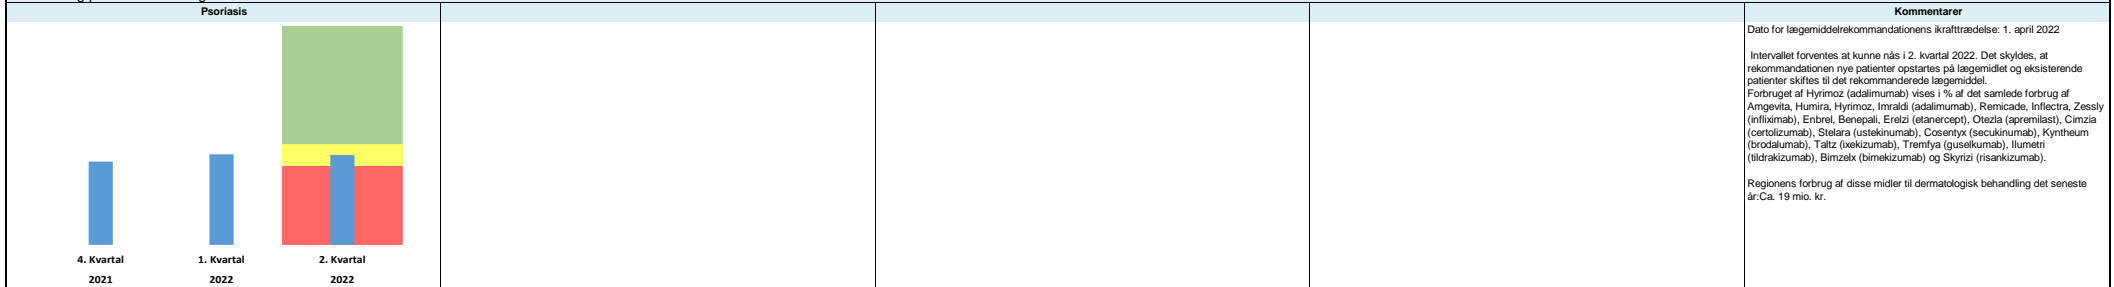 Psoriasis
Kommentarer
4. Kvartal
1. Kvartal
2. Kvartal
2021
2022
2022
Dato for lægemiddelrekommandationens ikrafttrædelse: 1. april 2022
Intervallet forventes at kunne nås i 2. kvartal 2022. Det skyldes, at
rekommandationen nye patienter opstartes på lægemidlet og eksisterende
patienter skiftes til det rekommanderede lægemiddel.
Forbruget af Hyrimoz (adalimumab) vises i % af det samlede forbrug af
Amgevita, Humira, Hyrimoz, Imraldi (adalimumab), Remicade, Inflectra, Zessly
(infliximab), Enbrel, Benepali, Erelzi (etanercept), Otezla (apremilast), Cimzia
(certolizumab), Stelara (ustekinumab), Cosentyx (secukinumab), Kyntheum
(brodalumab), Taltz (ixekizumab), Tremfya (guselkumab), Ilumetri
(tildrakizumab), Bimzelx (bimekizumab) og Skyrizi (risankizumab).
Regionens forbrug af disse midler til dermatologisk behandling det seneste
år:Ca. 19 mio. kr.